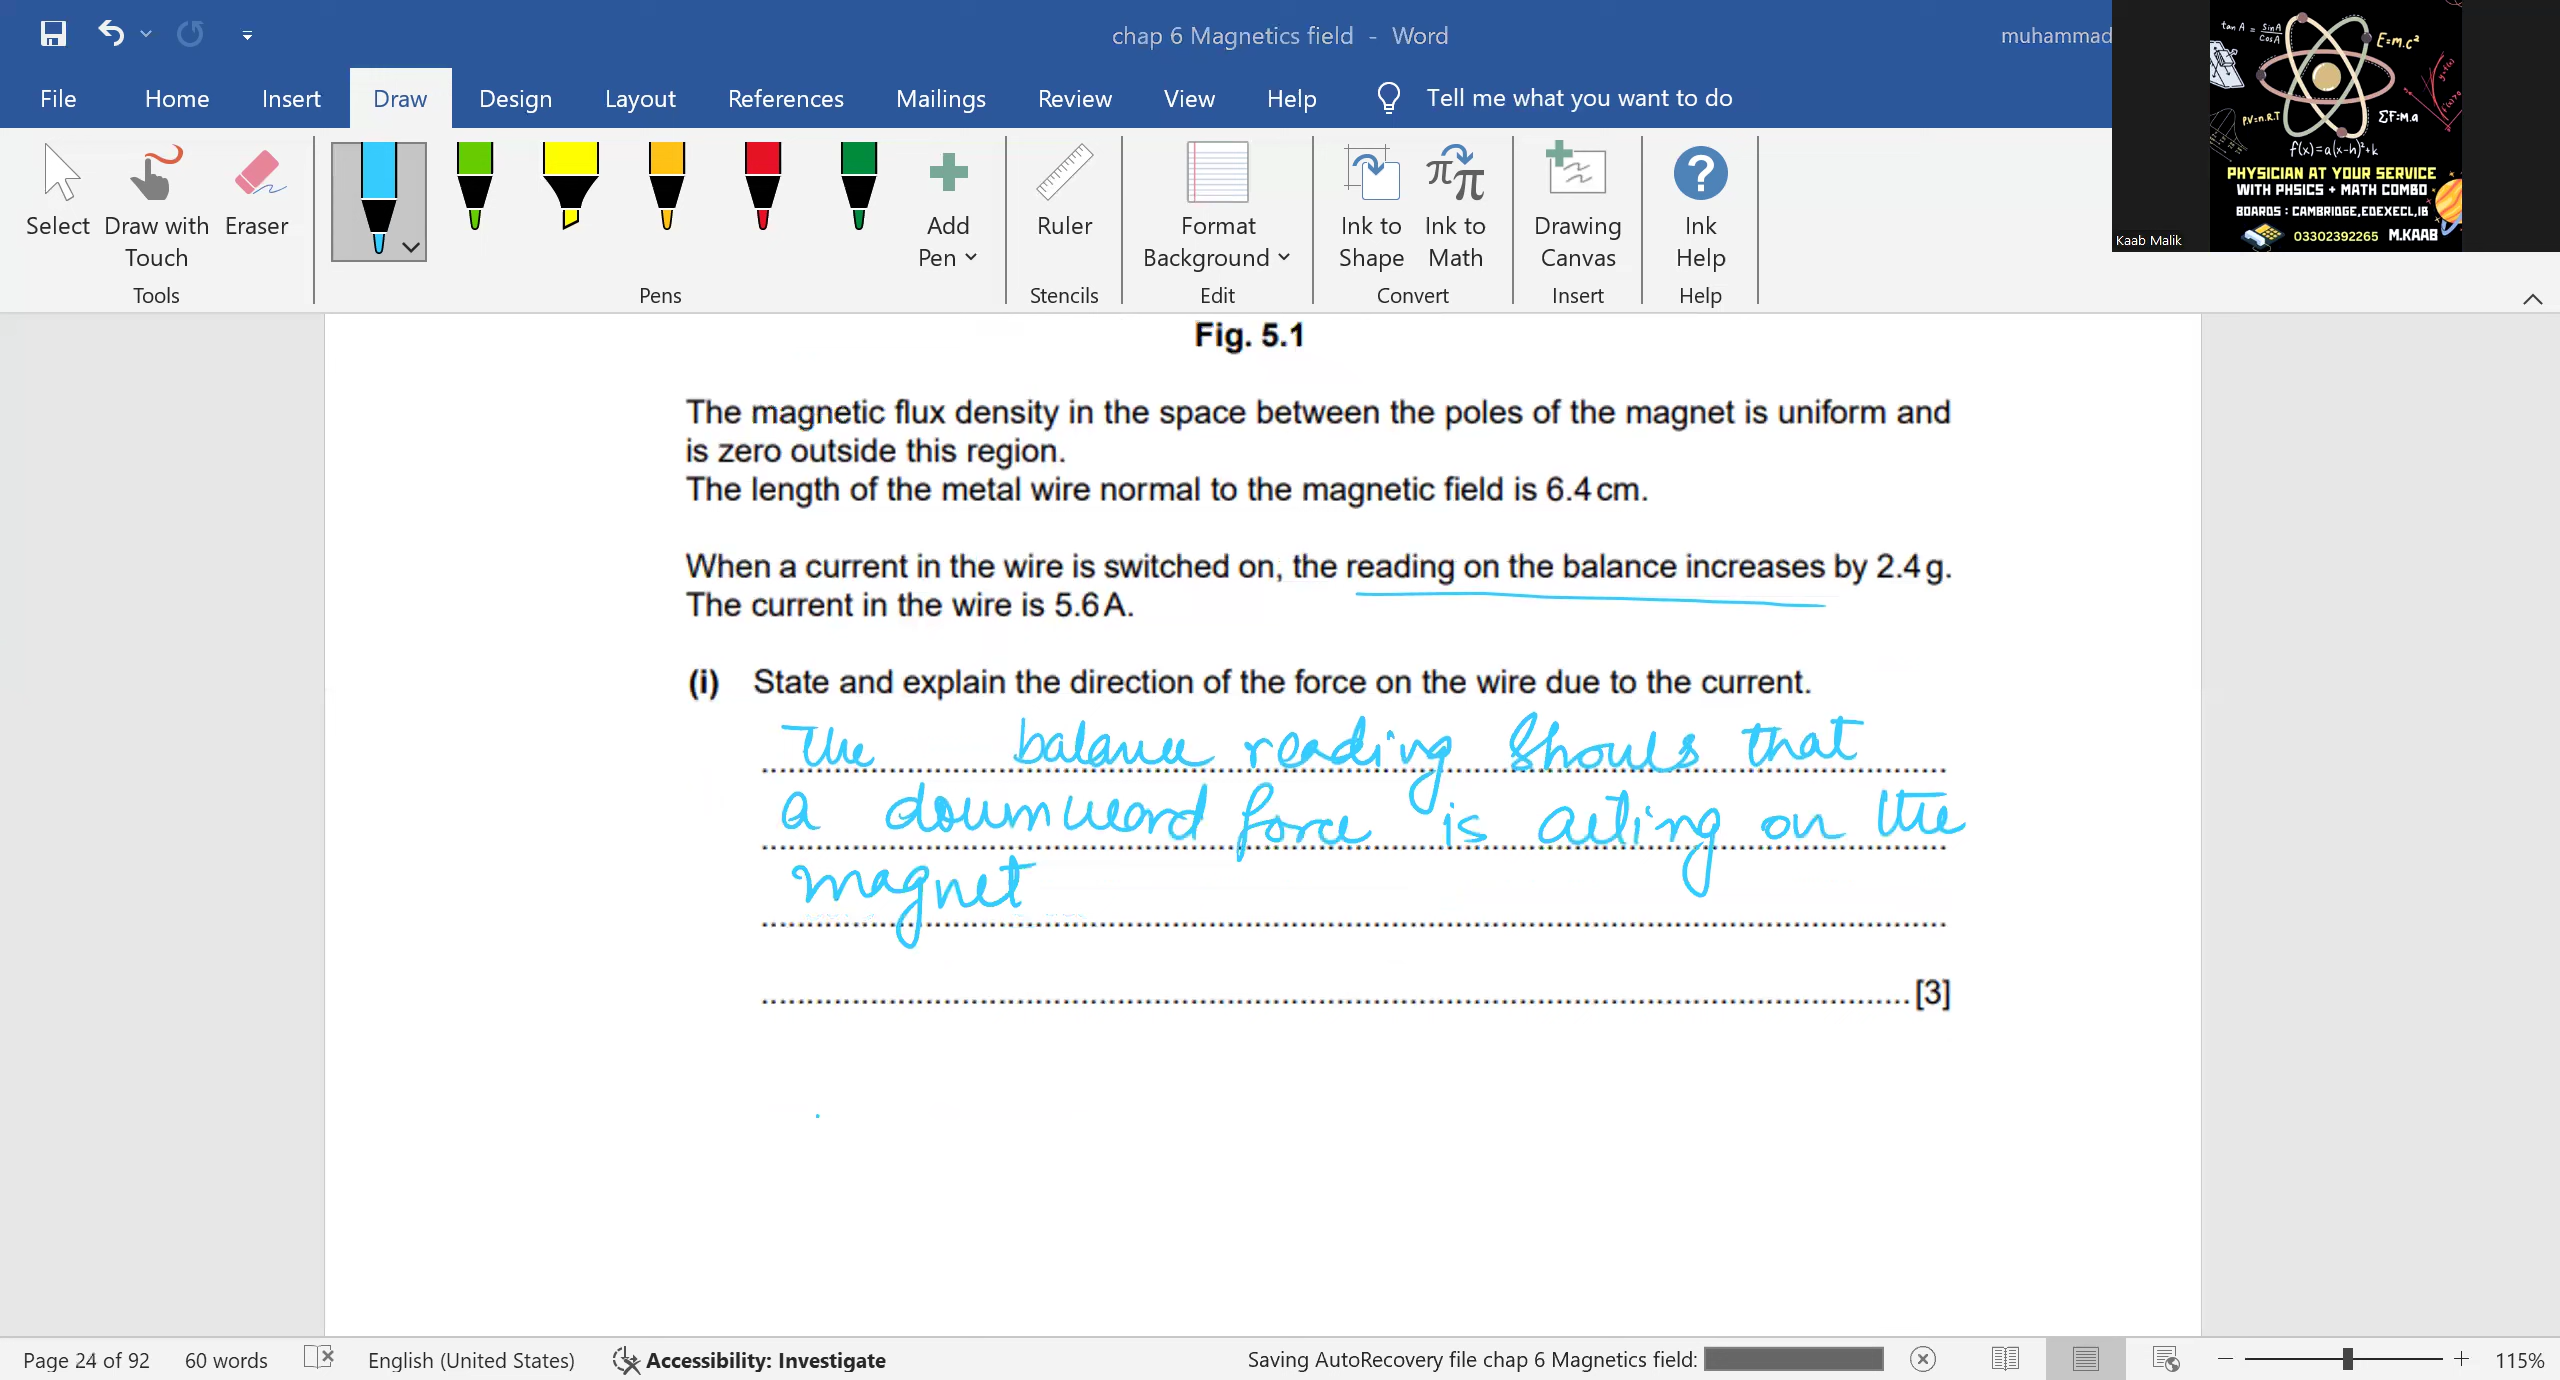 chap 6 Magnetics field - Word
muhammad
File Home Insert Draw Design Layout References Mailings Review View Help Tell me what you want to do
Select
Draw with Touch
Eraser
Tools
Pens
Add Pen
Ruler
Stencils
Format Background
Edit
Ink to Shape
Ink to Math
Convert
Drawing Canvas
Insert
Ink Help
Help
tan A = SinA/CosA
E=m.c²
P.V=n.R.T
ΣF=M.a
f(x)=a(x-h)²+k
PHYSICIAN AT YOUR SERVICE
WITH PHSICS + MATH COMBO
BOARDS : CAMBRIDGE,EDEXECL,IB
03302392265 M.KAAB
Kaab Malik
Fig. 5.1
The magnetic flux density in the space between the poles of the magnet is uniform and
is zero outside this region.
The length of the metal wire normal to the magnetic field is 6.4 cm.
When a current in the wire is switched on, the reading on the balance increases by 2.4 g.
The current in the wire is 5.6 A.
(i) State and explain the direction of the force on the wire due to the current.
The balance reading shows that
a downward force is acting on the
magnet
[3]
Page 24 of 92 60 words English (United States) Accessibility: Investigate Saving AutoRecovery file chap 6 Magnetics field: 115%